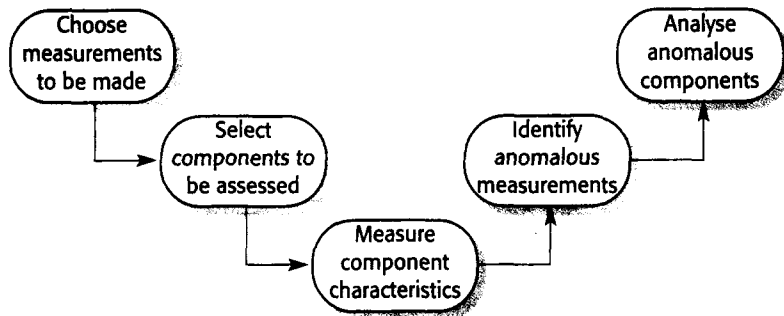 Choose
measurements
to be made
Select
components to
be assessed
Measure
component
characteristics
Identify
anomalous
measurements
Analyse
anomalous
components